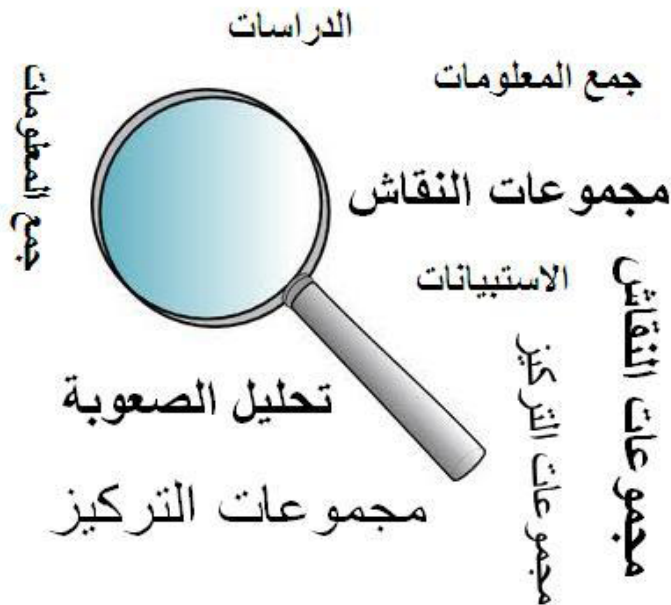 الدراسات
جمع المعلومات
جمع المعلومات
مجموعات النقاش
الاستبيانات
مجموعات النقاش
مجموعات التركيز
تحليل الصعوبة
مجموعات التركيز